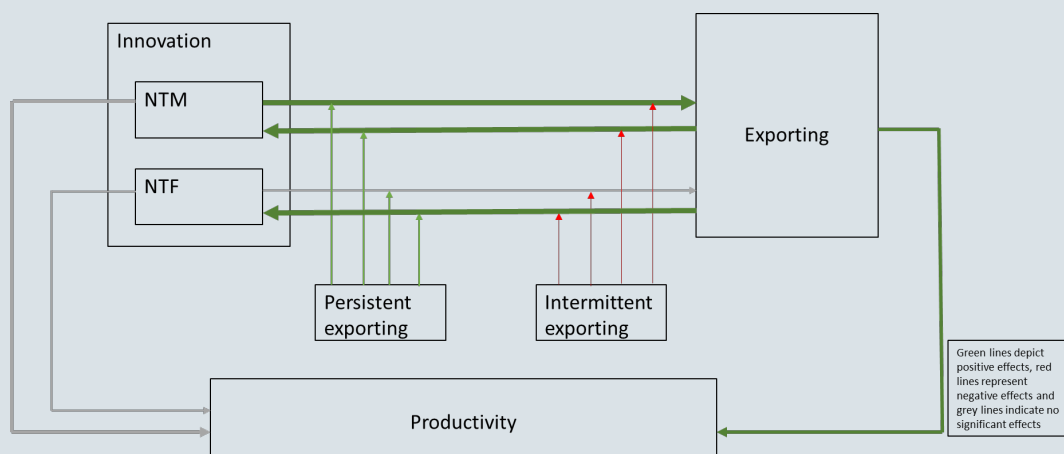 Innovation
NTM
NTF
Exporting
Persistent
exporting
Intermittent
exporting
Productivity
Green lines depict
positive effects, red
lines represent
negative effects and
grey lines indicate no
significant effects